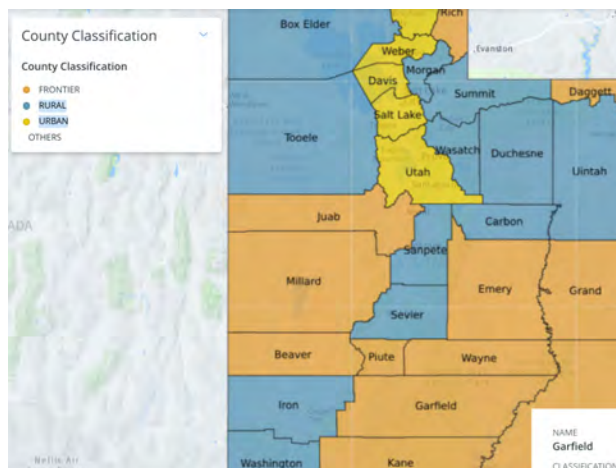 County Classification
County Classification
FRONTIER
RURAL
URBAN
OTHERS
Box Elder
Rich
Evanston
Weber
Morgan
Davis
Summit
Daggett
Salt Lake
Tooele
Wasatch
Duchesne
Uintah
Utah
Juab
Carbon
ADA
Sanpete
Millard
Emery
Grand
Sevier
Beaver
Piute
Wayne
Iron
Garfield
NAME
Garfield
Washington
Kane
CLASSIFICATION